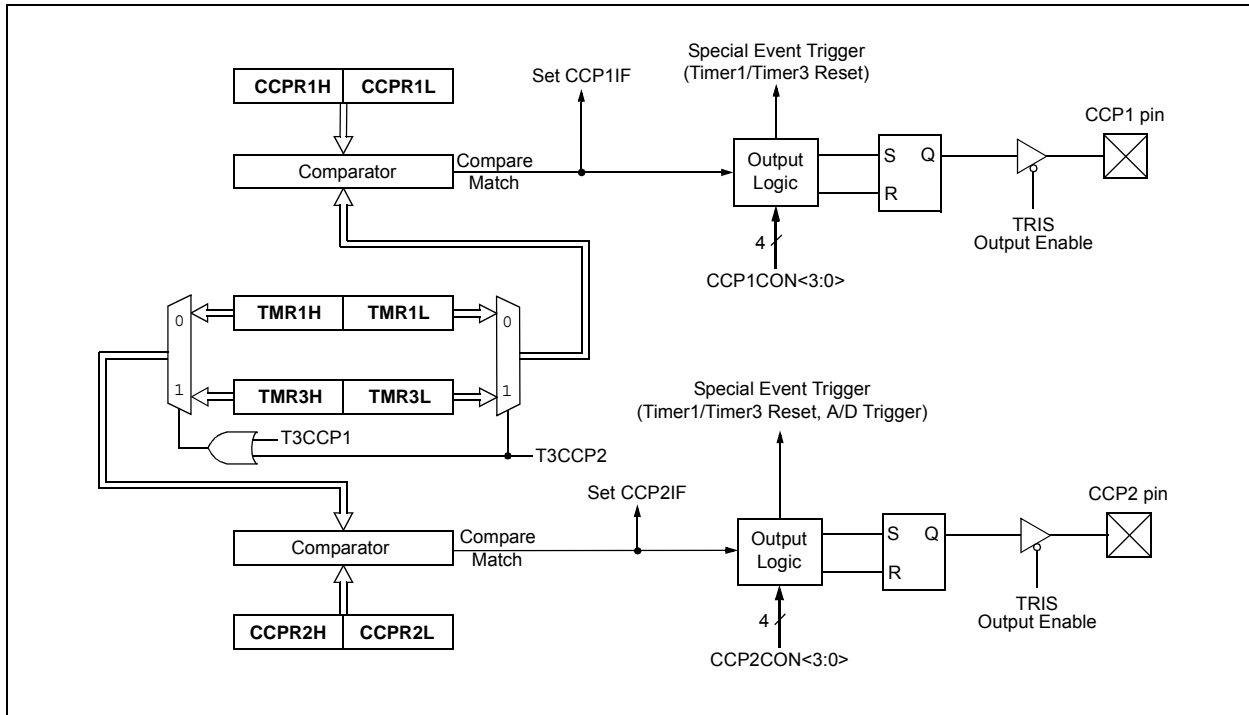 Special Event Trigger
(Timer1/Timer3 Reset)
Set CCP1IF
CCPR1H CCPR1L
CCP1 pin
Comparator
Compare
Match
Output
Logic
S Q
R
TRIS
Output Enable
4
CCP1CON<3:0>
0 TMR1H TMR1L 0
1 TMR3H TMR3L 1
T3CCP1
T3CCP2
Special Event Trigger
(Timer1/Timer3 Reset, A/D Trigger)
Set CCP2IF
CCP2 pin
Comparator
Compare
Match
Output
Logic
S Q
R
TRIS
Output Enable
4
CCPR2H CCPR2L
CCP2CON<3:0>